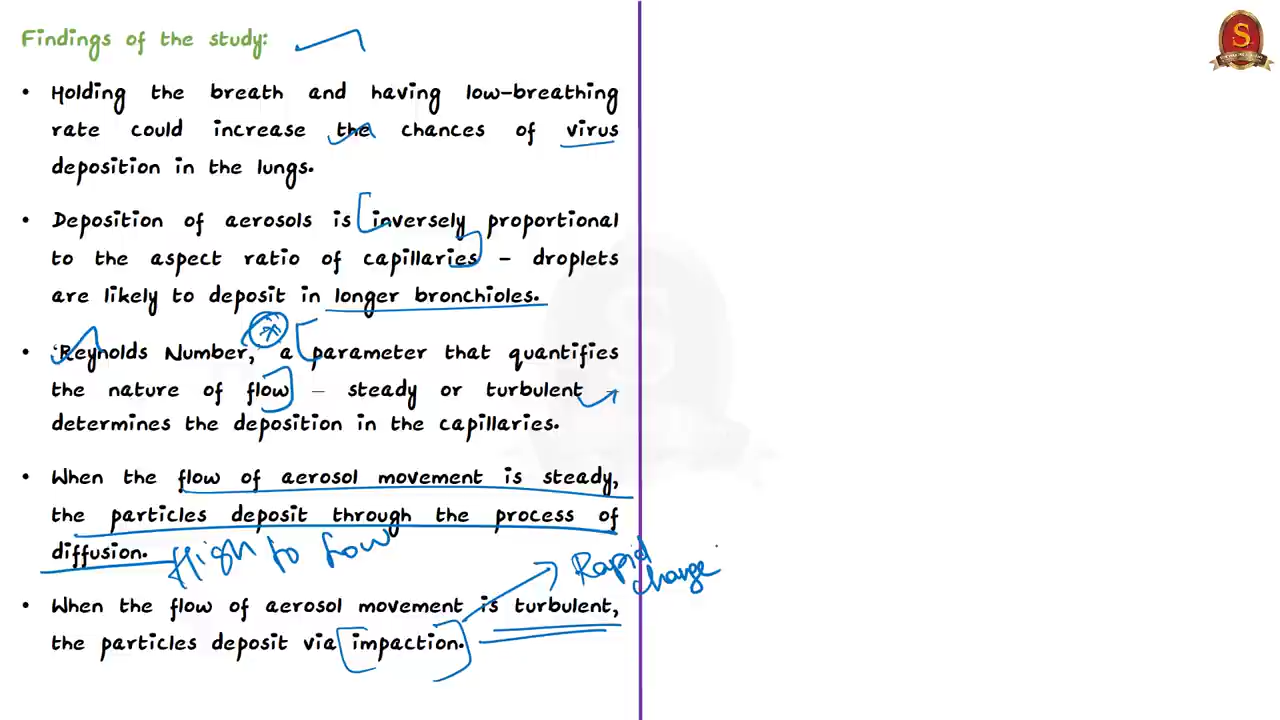 Findings of the study:
• Holding the breath and having low-breathing
rate could increase the chances of virus
deposition in the lungs.
• Deposition of aerosols is inversely proportional
to the aspect ratio of capillaries – droplets
are likely to deposit in longer bronchioles.
• 'Reynolds Number, a parameter that quantifies
the nature of flow – steady or turbulent
determines the deposition in the capillaries.
• When the flow of aerosol movement is steady,
the particles deposit through the process of
diffusion. High to low
Rapid
change
• When the flow of aerosol movement is turbulent,
the particles deposit via impaction.
S